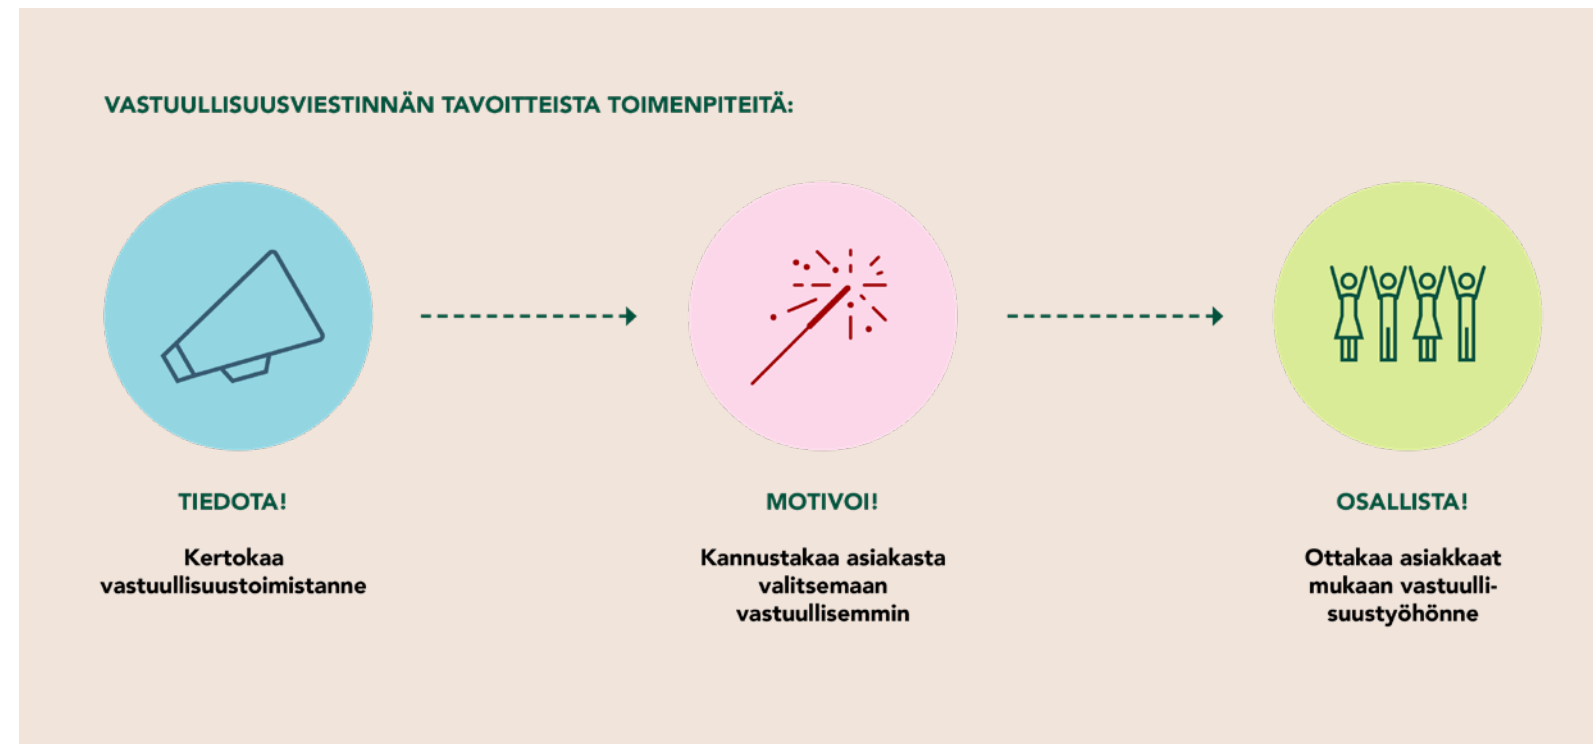 VASTUULLISUUSVIESTINNÄN TAVOITTEISTA TOIMENPITEITÄ:
TIEDOTA!
Kertokaa
vastuullisuustoimistanne
MOTIVOI!
Kannustakaa asiakasta
valitsemaan
vastuullisemmin
OSALLISTA!
Ottakaa asiakkaat
mukaan vastuulli-
suustyöhönne